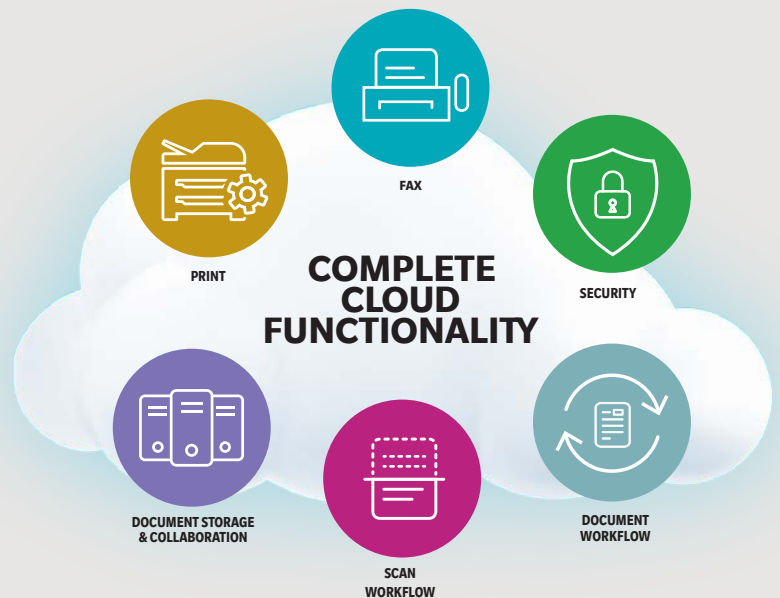 FAX
PRINT
SECURITY
COMPLETE
CLOUD
FUNCTIONALITY
DOCUMENT STORAGE
& COLLABORATION
SCAN
WORKFLOW
DOCUMENT
WORKFLOW